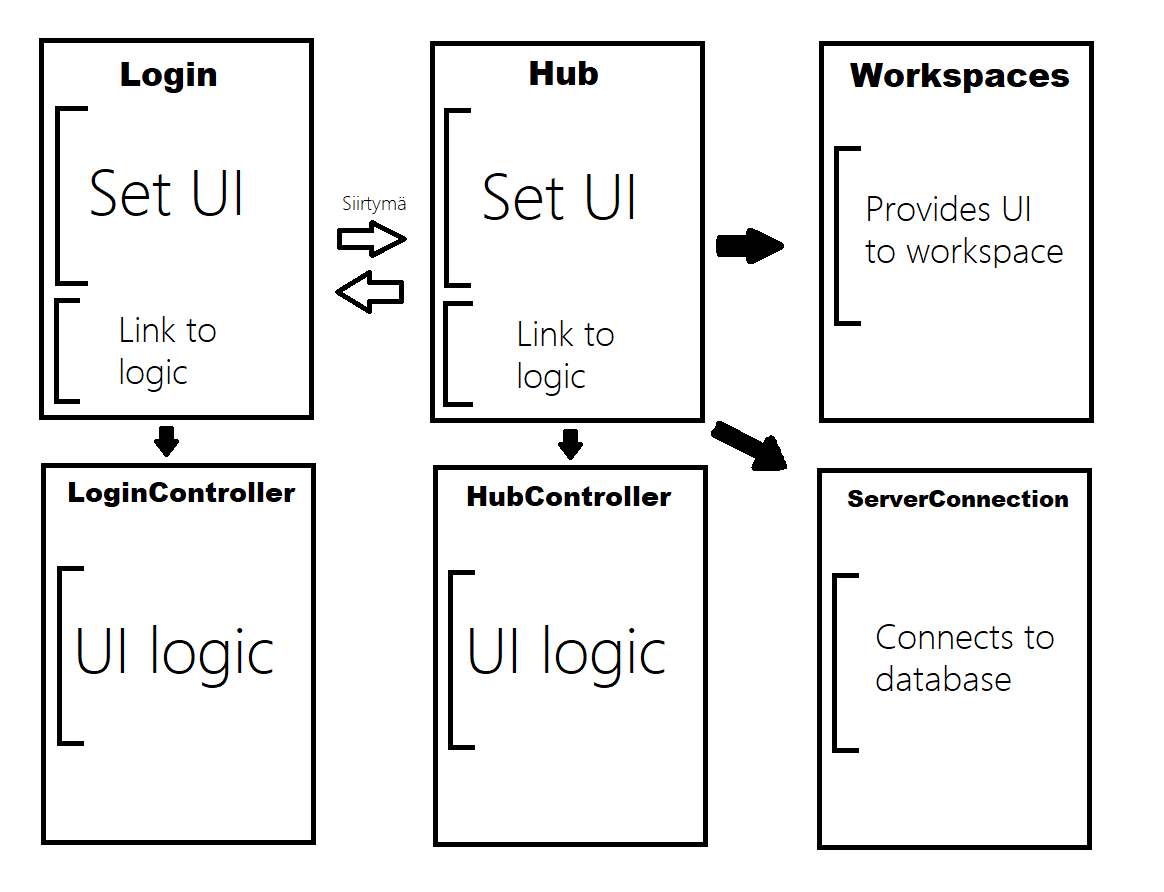 Login
Set UI
Link to
logic
Siirtymä
Hub
Set UI
Link to
logic
Workspaces
Provides UI
to workspace
LoginController
UI logic
HubController
UI logic
ServerConnection
Connects to
database